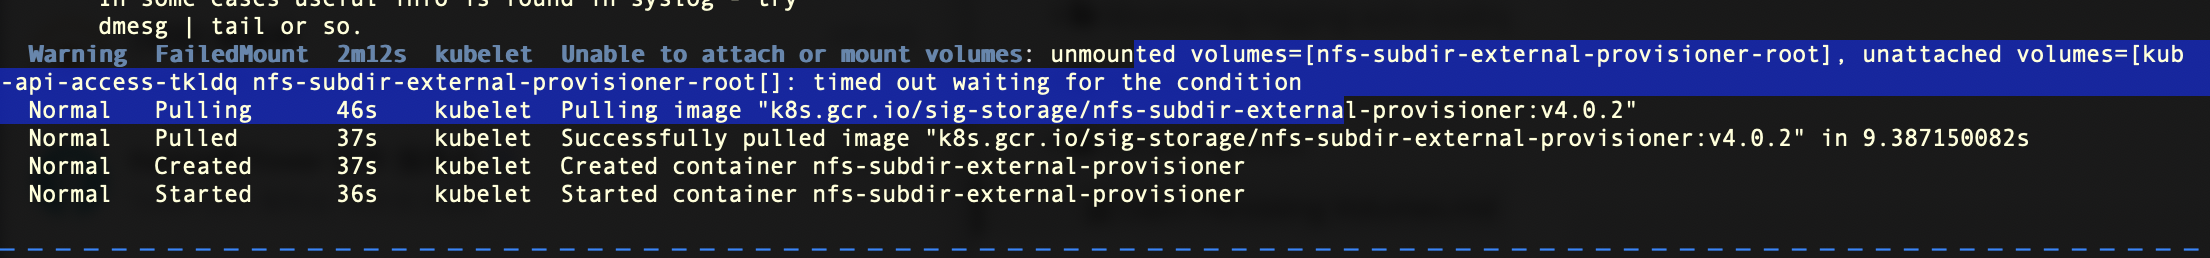 In some cases useful info is found in syslog - try
dmesg | tail or so.
Warning FailedMount 2m12s kubelet Unable to attach or mount volumes: unmounted volumes=[nfs-subdir-external-provisioner-root], unattached volumes=[kub
-api-access-tkldq nfs-subdir-external-provisioner-root[]: timed out waiting for the condition
Normal Pulling 46s kubelet Pulling image "k8s.gcr.io/sig-storage/nfs-subdir-external-provisioner:v4.0.2"
Normal Pulled 37s kubelet Successfully pulled image "k8s.gcr.io/sig-storage/nfs-subdir-external-provisioner:v4.0.2" in 9.387150082s
Normal Created 37s kubelet Created container nfs-subdir-external-provisioner
Normal Started 36s kubelet Started container nfs-subdir-external-provisioner